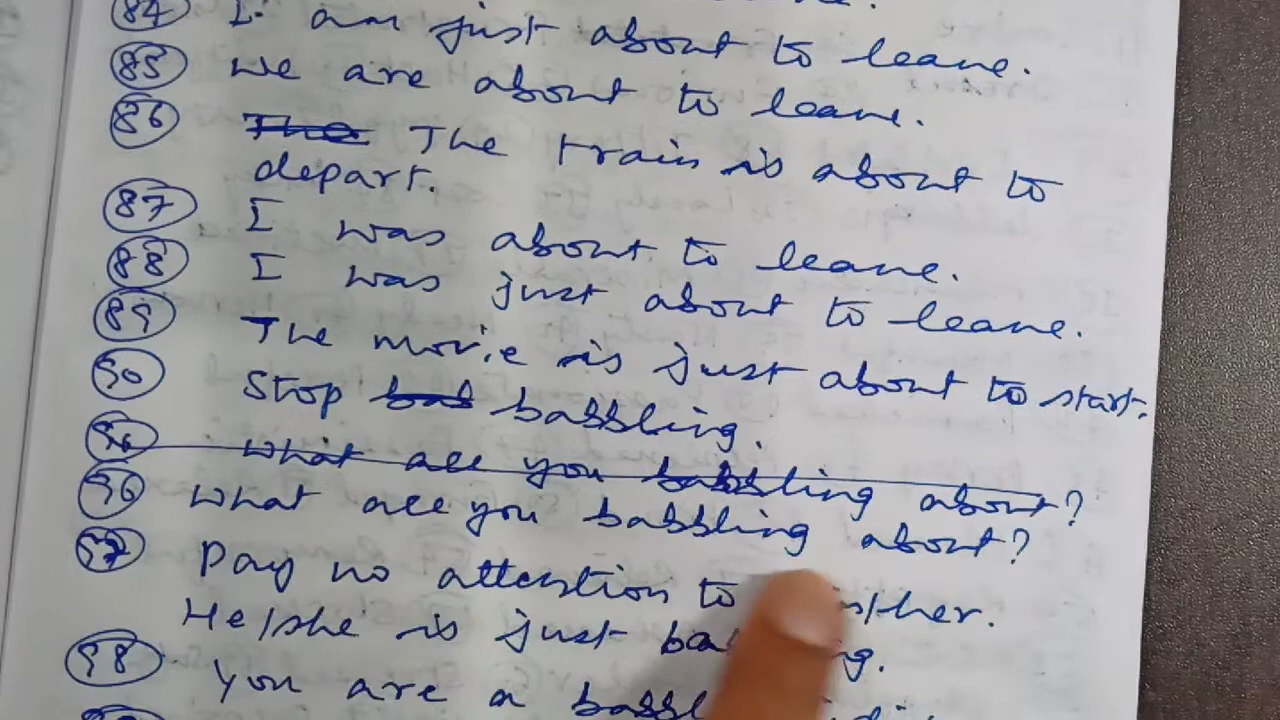 84 I am just about to leave.
85 We are about to leave.
86 The The train is about to
depart.
87 I was about to leave.
88 I was just about to leave.
89 The movie is just about to start.
90 Stop bab babbling.
96 What are you babbling about?
96 What are you babbling about?
97 Pay no attention to /her.
He/she is just
98 You are a